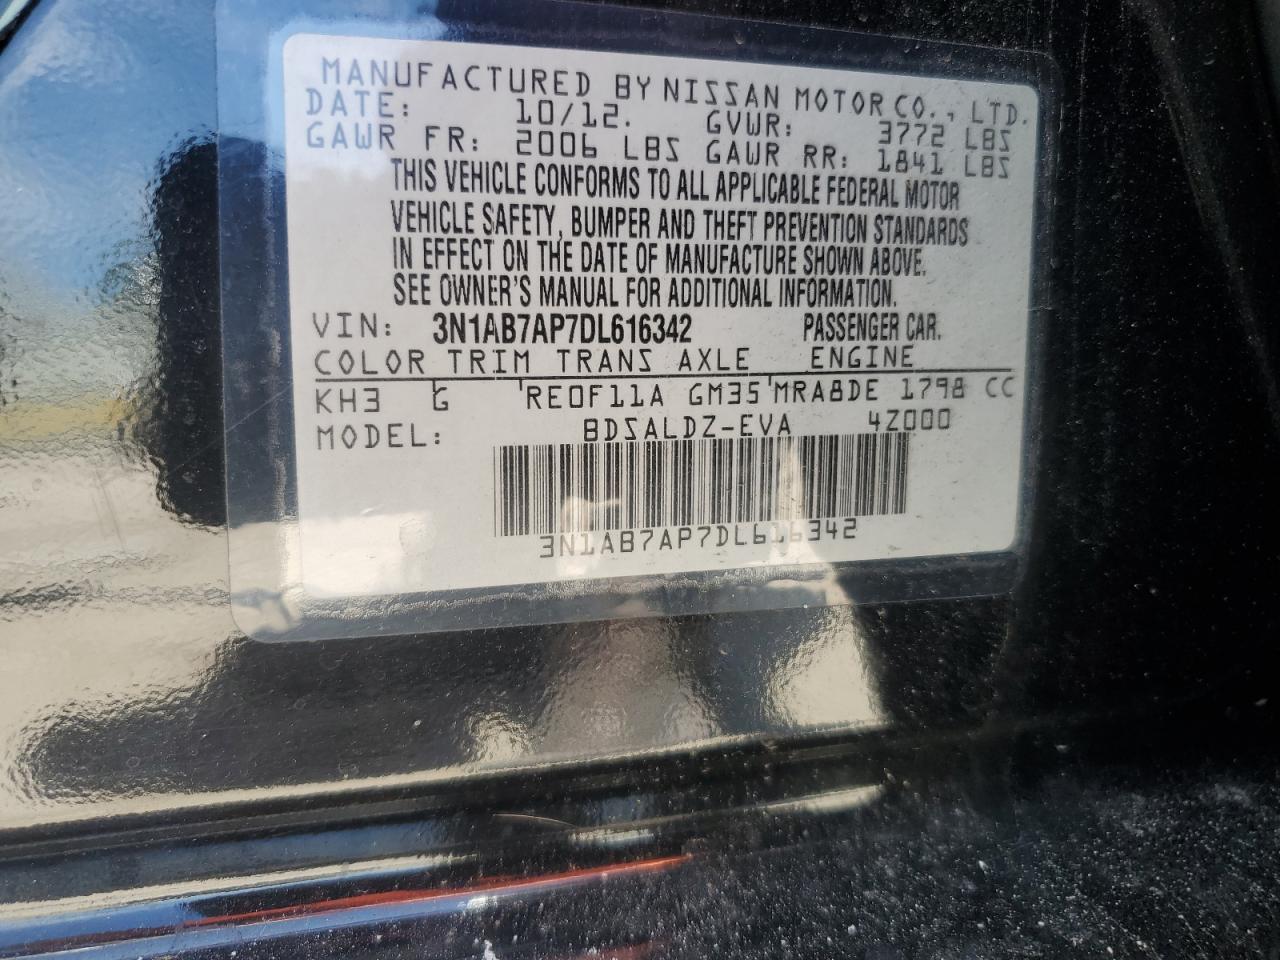 MANUFACTURED BY NISSAN MOTOR CO., LTD.
DATE: 10/12. GVWR: 3772 LBS
GAWR FR: 2006 LBS GAWR RR: 1841 LBS
THIS VEHICLE CONFORMS TO ALL APPLICABLE FEDERAL MOTOR
VEHICLE SAFETY, BUMPER AND THEFT PREVENTION STANDARDS
IN EFFECT ON THE DATE OF MANUFACTURE SHOWN ABOVE.
SEE OWNER'S MANUAL FOR ADDITIONAL INFORMATION.
VIN: 3N1AB7AP7DL616342 PASSENGER CAR.
COLOR TRIM TRANS AXLE ENGINE
KH3 G RE0F11A GM35 MRA8DE 1798 CC
MODEL: BDSALDZ-EVA 4Z000
3N1AB7AP7DL616342